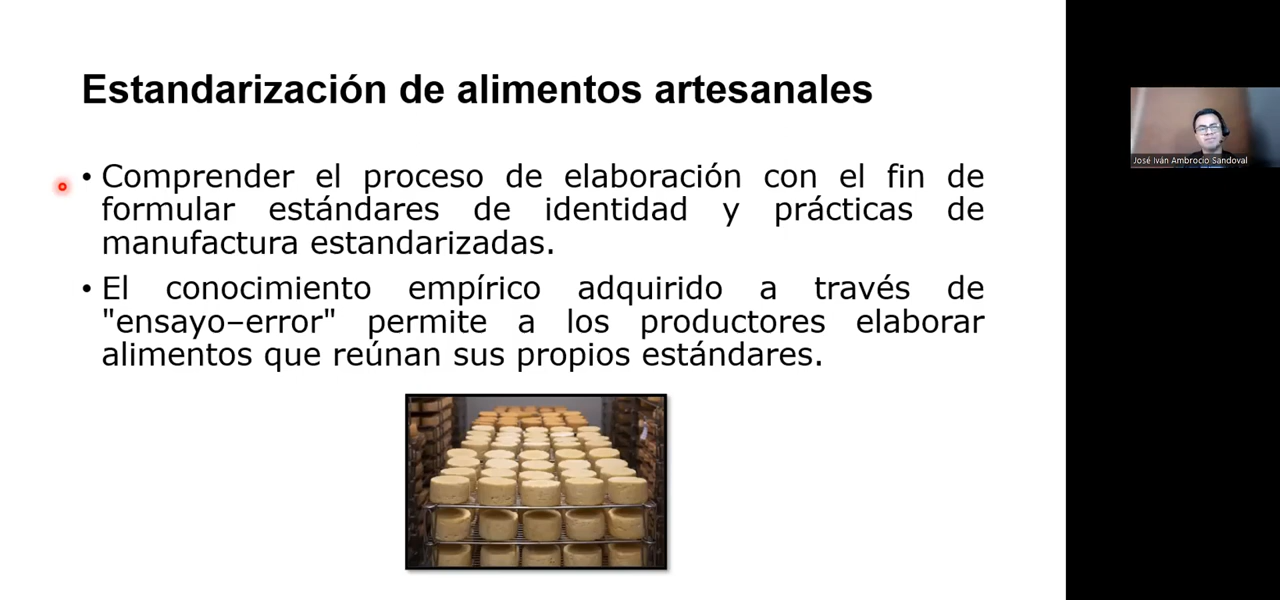 Estandarización de alimentos artesanales
• Comprender el proceso de elaboración con el fin de
formular estándares de identidad y prácticas de
manufactura estandarizadas.
• El conocimiento empírico adquirido a través de
"ensayo–error" permite a los productores elaborar
alimentos que reúnan sus propios estándares.
José Iván Ambrocio Sandoval